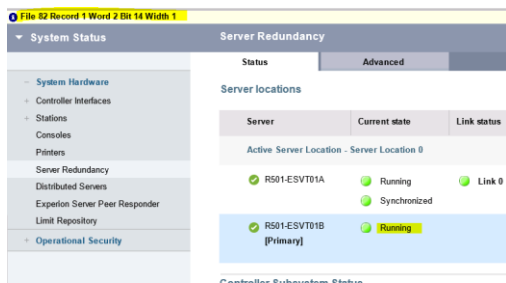 File 82 Record 1 Word 2 Bit 14 Width 1
System Status
Server Redundancy
Status
Advanced
System Hardware
Controller Interfaces
Stations
Consoles
Printers
Server Redundancy
Distributed Servers
Experion Server Peer Responder
Limit Repository
Operational Security
Server locations
Server
Current state
Link status
Active Server Location - Server Location 0
R501-ESVT01A
Running
Link 0
Synchronized
R501-ESVT01B
Running
[Primary]
Controller Subsystem Status